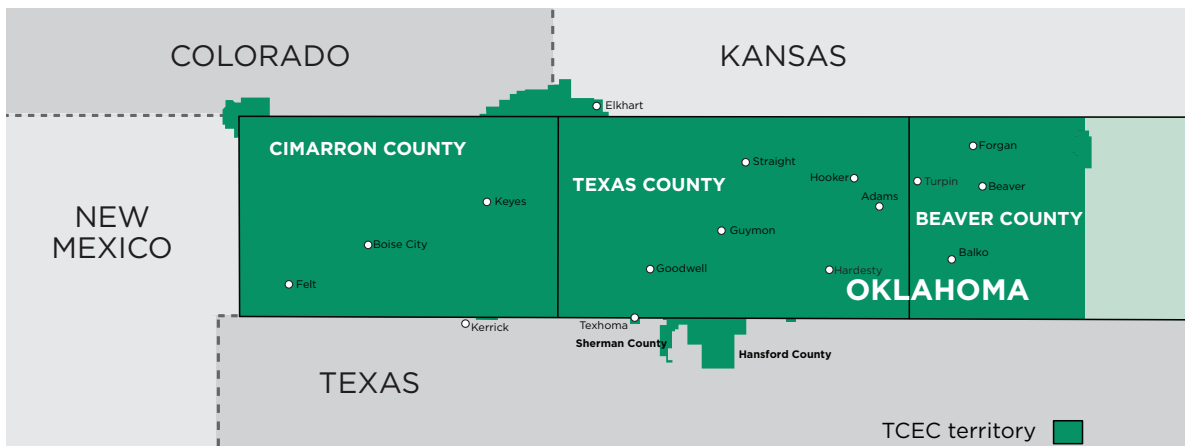 COLORADO
KANSAS
Elkhart
CIMARRON COUNTY
Forgan
Straight
TEXAS COUNTY
Hooker
Turpin
Beaver
Keyes
Adams
NEW
MEXICO
BEAVER COUNTY
Guymon
Boise City
Balko
Goodwell
Hardesty
Felt
OKLAHOMA
Kerrick
Texhoma
Sherman County
Hansford County
TEXAS
TCEC territory